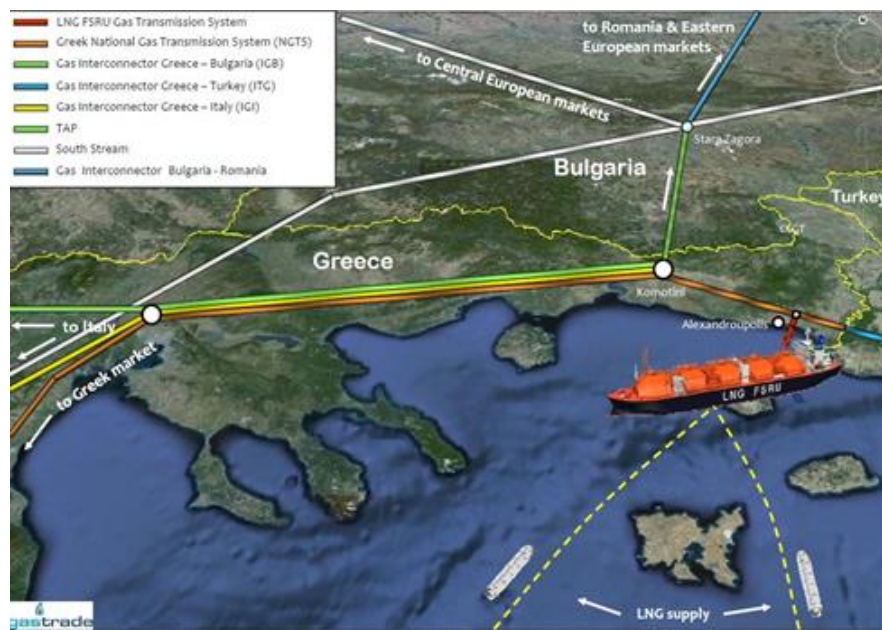 LNG FSRU Gas Transmission System
Greek National Gas Transmission System (NGTS)
Gas Interconnector Greece – Bulgaria (IGB)
Gas Interconnector Greece – Turkey (ITG)
Gas Interconnector Greece – Italy (IGI)
TAP
South Stream
Gas Interconnector Bulgaria - Romania
to Romania & Eastern
European markets
to Central European markets
Stara Zagora
Bulgaria
Turkey
Greece
Komotini
Alexandroupolis
to Italy
to Greek market
LNG FSRU
LNG supply
gastrade